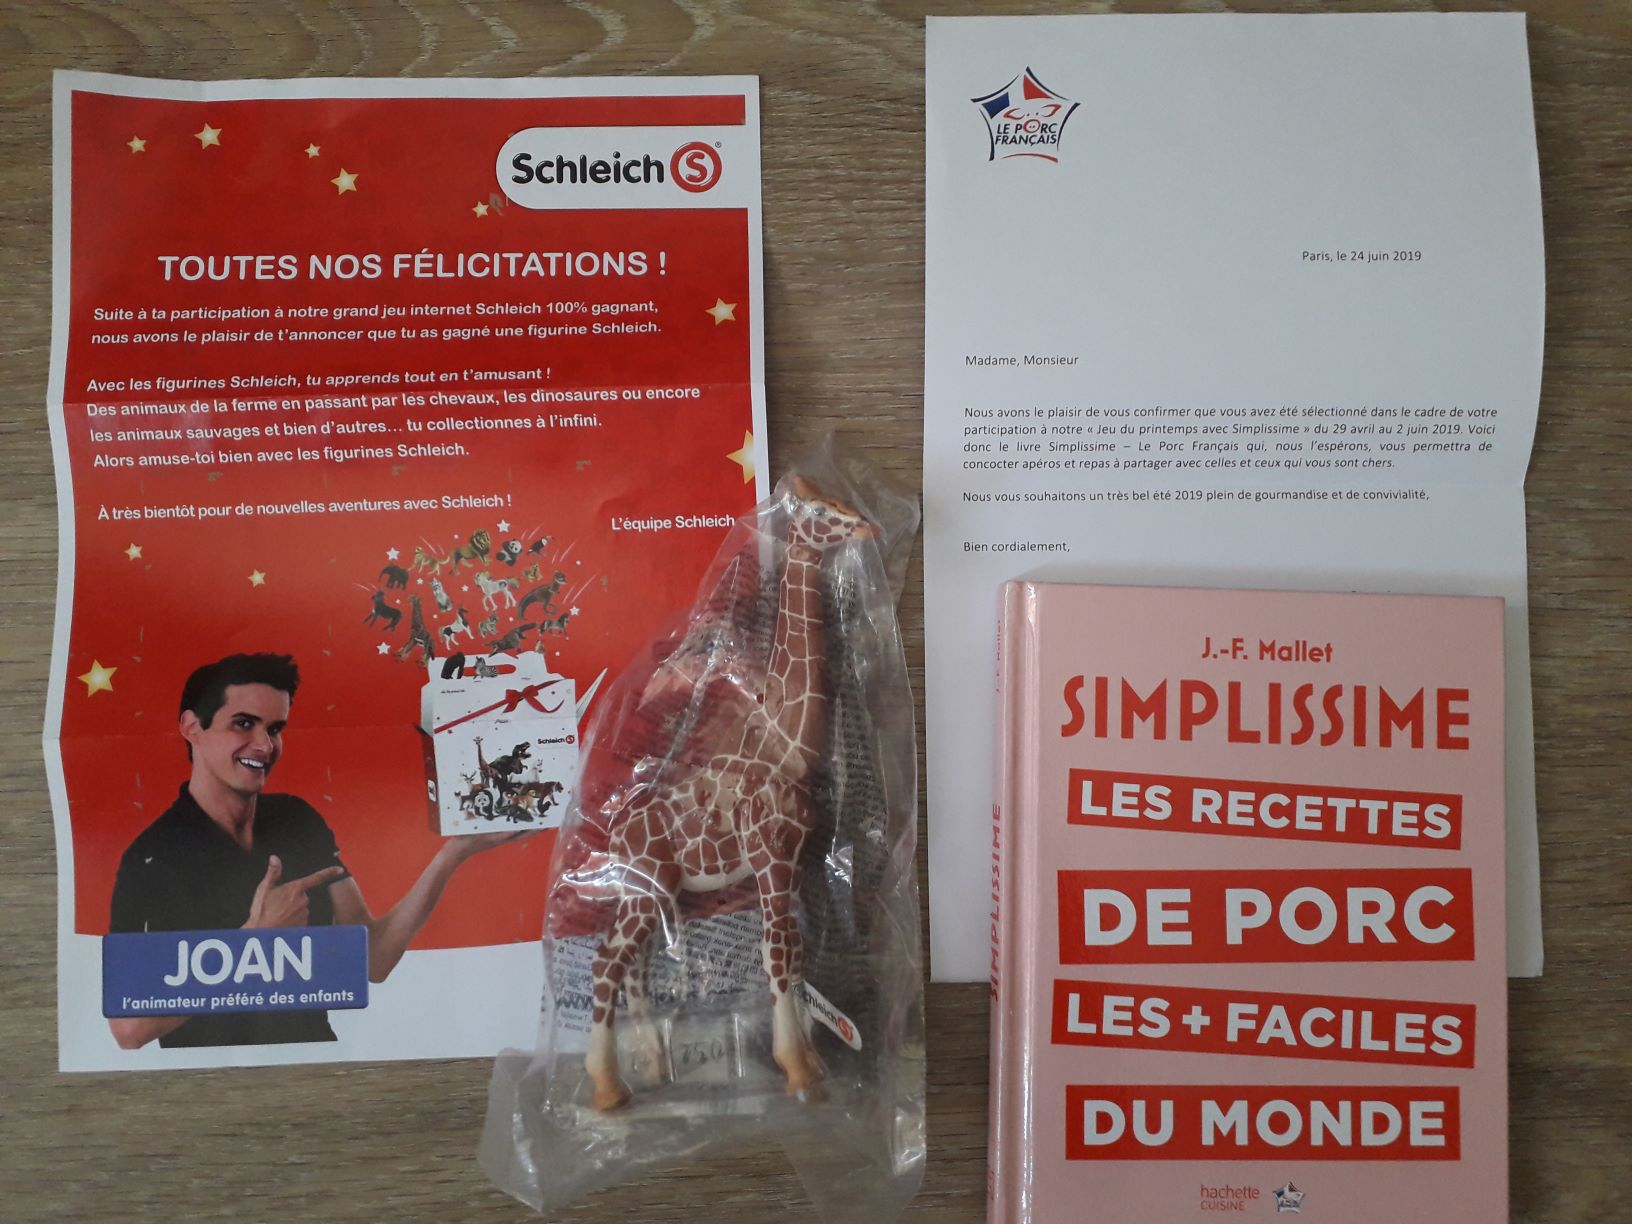 Schleich S®
TOUTES NOS FÉLICITATIONS !
Suite à ta participation à notre grand jeu internet Schleich 100% gagnant,
nous avons le plaisir de t'annoncer que tu as gagné une figurine Schleich.
Avec les figurines Schleich, tu apprends tout en t'amusant !
Des animaux de la ferme en passant par les chevaux, les dinosaures ou encore
les animaux sauvages et bien d'autres... tu collectionnes à l'infini.
Alors amuse-toi bien avec les figurines Schleich.
À très bientôt pour de nouvelles aventures avec Schleich !
L'équipe Schleich
Schleich S
JOAN
l'animateur préféré des enfants
Schleich S
LE PORC
FRANÇAIS
Paris, le 24 juin 2019
Madame, Monsieur
Nous avons le plaisir de vous confirmer que vous avez été sélectionné dans le cadre de votre
participation à notre « Jeu du printemps avec Simplissime » du 29 avril au 2 juin 2019. Voici
donc le livre Simplissime – Le Porc Français qui, nous l'espérons, vous permettra de
concocter apéros et repas à partager avec celles et ceux qui vous sont chers.
Nous vous souhaitons un très bel été 2019 plein de gourmandise et de convivialité,
Bien cordialement,
J.-F. Mallet
SIMPLISSIME
LES RECETTES
DE PORC
LES + FACILES
DU MONDE
hachette
CUISINE
J.-F. Mallet
SIMPLISSIME